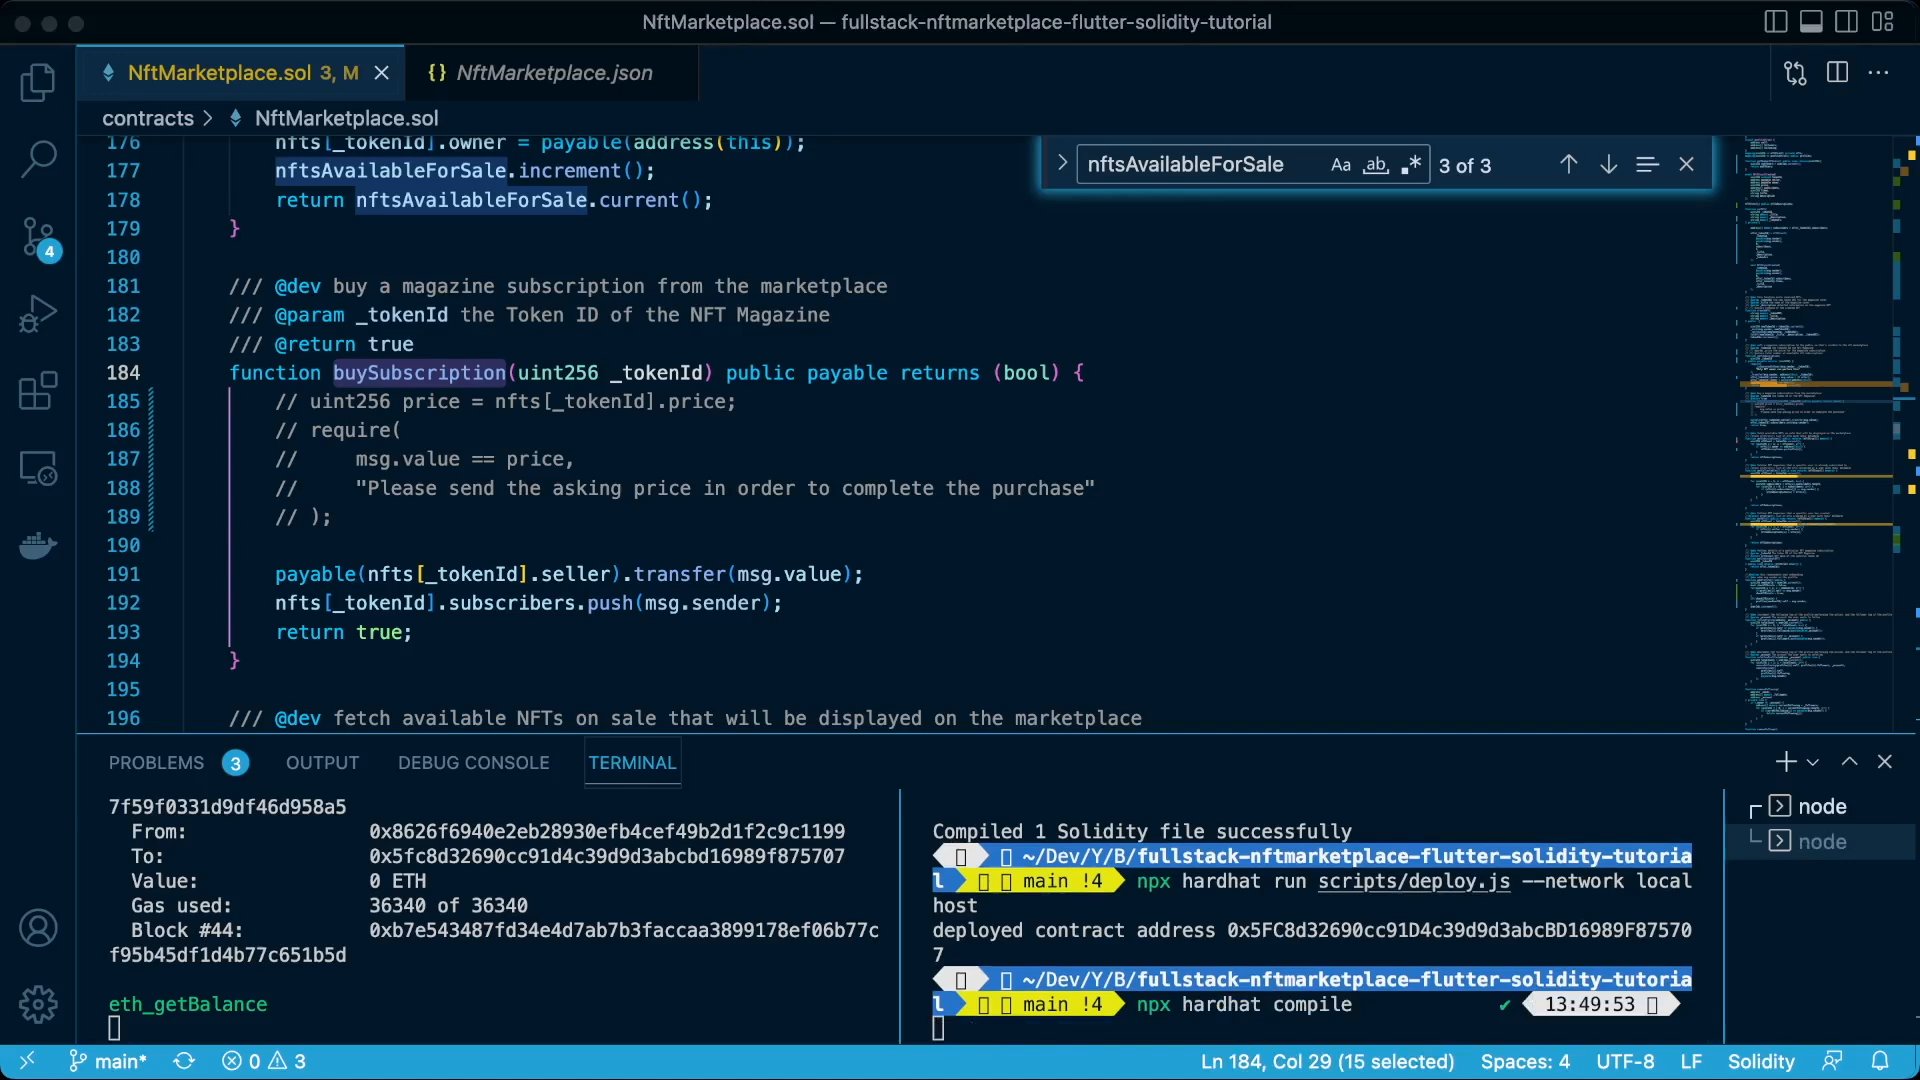 NftMarketplace.sol — fullstack-nftmarketplace-flutter-solidity-tutorial
NftMarketplace.sol 3, M
{} NftMarketplace.json
contracts > NftMarketplace.sol
nftsAvailableForSale Aa ab .* 3 of 3
176 nfts[_tokenId].owner = payable(address(this));
177 nftsAvailableForSale.increment();
178 return nftsAvailableForSale.current();
179 }
180
181 /// @dev buy a magazine subscription from the marketplace
182 /// @param _tokenId the Token ID of the NFT Magazine
183 /// @return true
184 function buySubscription(uint256 _tokenId) public payable returns (bool) {
185 // uint256 price = nfts[_tokenId].price;
186 // require(
187 //     msg.value == price,
188 //     "Please send the asking price in order to complete the purchase"
189 // );
190
191 payable(nfts[_tokenId].seller).transfer(msg.value);
192 nfts[_tokenId].subscribers.push(msg.sender);
193 return true;
194 }
195
196 /// @dev fetch available NFTs on sale that will be displayed on the marketplace
4
PROBLEMS 3 OUTPUT DEBUG CONSOLE TERMINAL
7f59f0331d9df46d958a5
From: 0x8626f6940e2eb28930efb4cef49b2d1f2c9c1199
To: 0x5fc8d32690cc91d4c39d9d3abcbd16989f875707
Value: 0 ETH
Gas used: 36340 of 36340
Block #44: 0xb7e543487fd34e4d7ab7b3faccaa3899178ef06b77c
f95b45df1d4b77c651b5d
eth_getBalance
Compiled 1 Solidity file successfully
~/Dev/Y/B/fullstack-nftmarketplace-flutter-solidity-tutoria
l main !4 npx hardhat run scripts/deploy.js --network local
host
deployed contract address 0x5FC8d32690cc91D4c39d9d3abcBD16989F87570
7
~/Dev/Y/B/fullstack-nftmarketplace-flutter-solidity-tutoria
l main !4 npx hardhat compile ✔ 13:49:53
node
node
main* 0 3
Ln 184, Col 29 (15 selected) Spaces: 4 UTF-8 LF Solidity